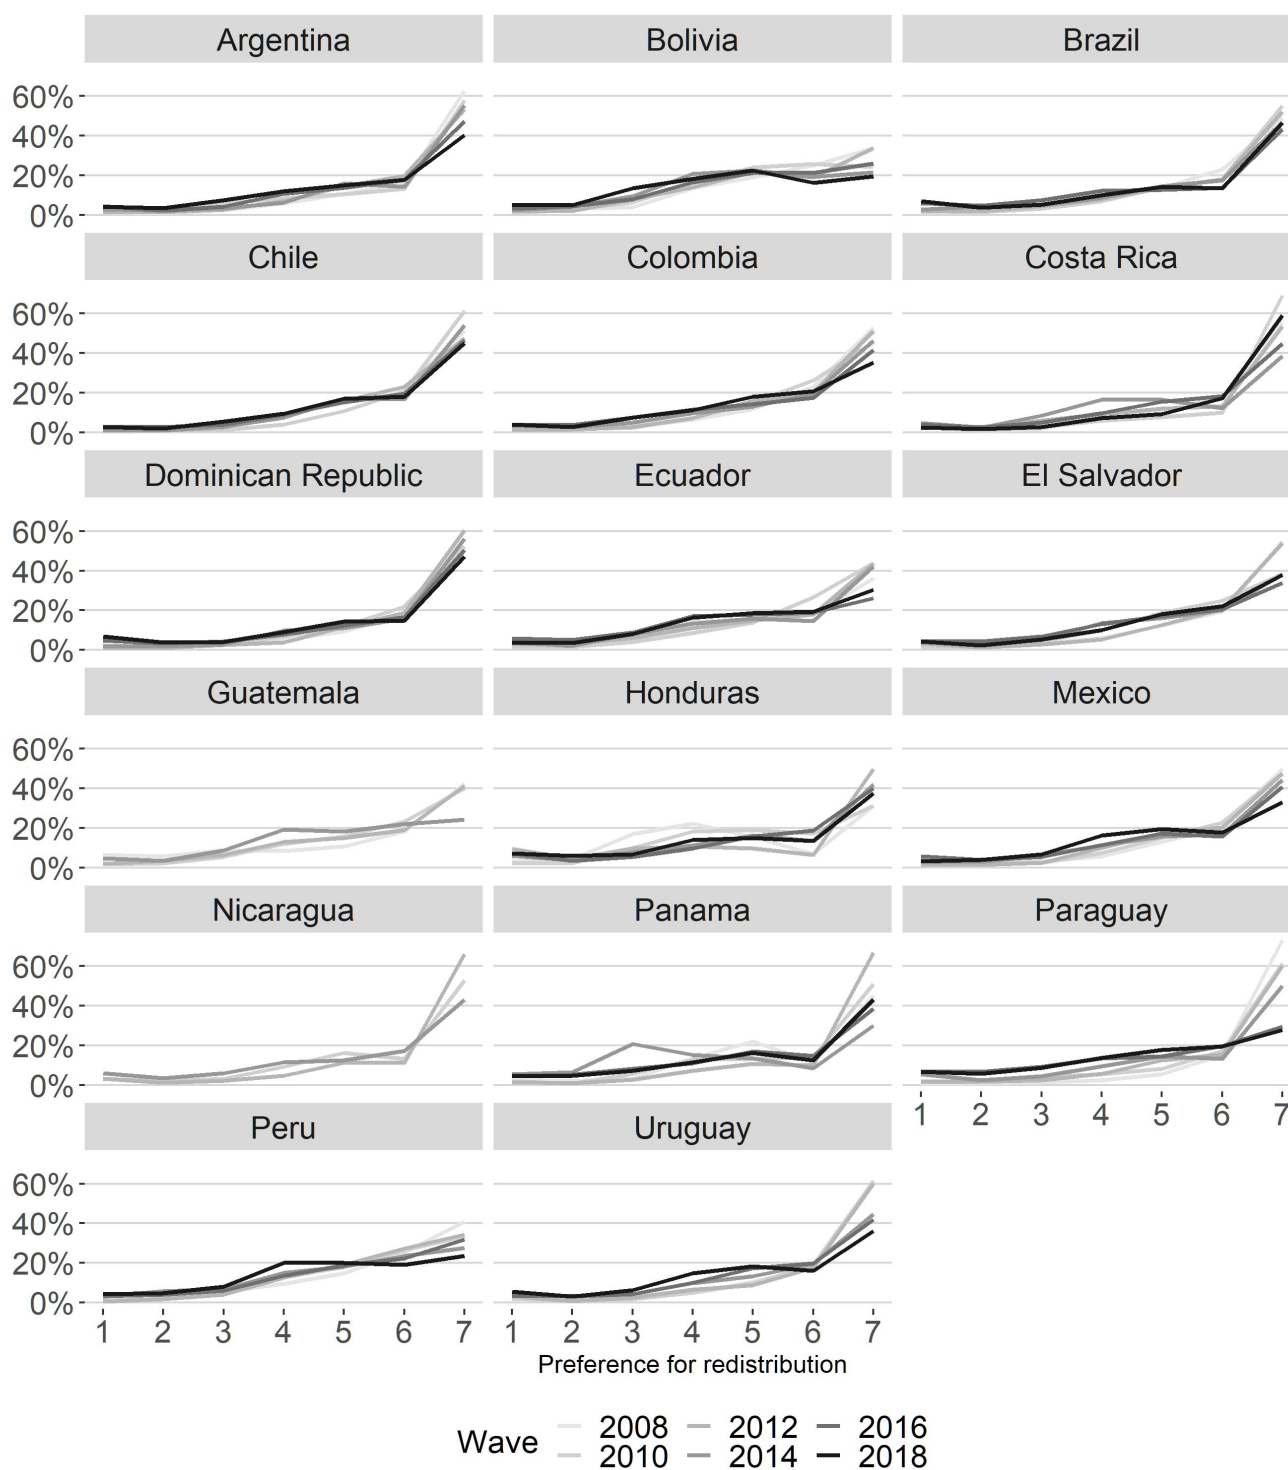 Argentina Bolivia Brazil
60%
40%
20%
0%
Chile Colombia Costa Rica
60%
40%
20%
0%
Dominican Republic Ecuador El Salvador
60%
40%
20%
0%
Guatemala Honduras Mexico
60%
40%
20%
0%
Nicaragua Panama Paraguay
60%
40%
20%
0%
1 2 3 4 5 6 7
Peru Uruguay
60%
40%
20%
0%
1 2 3 4 5 6 7 1 2 3 4 5 6 7
Preference for redistribution
Wave
2008 2012 2016
2010 2014 2018